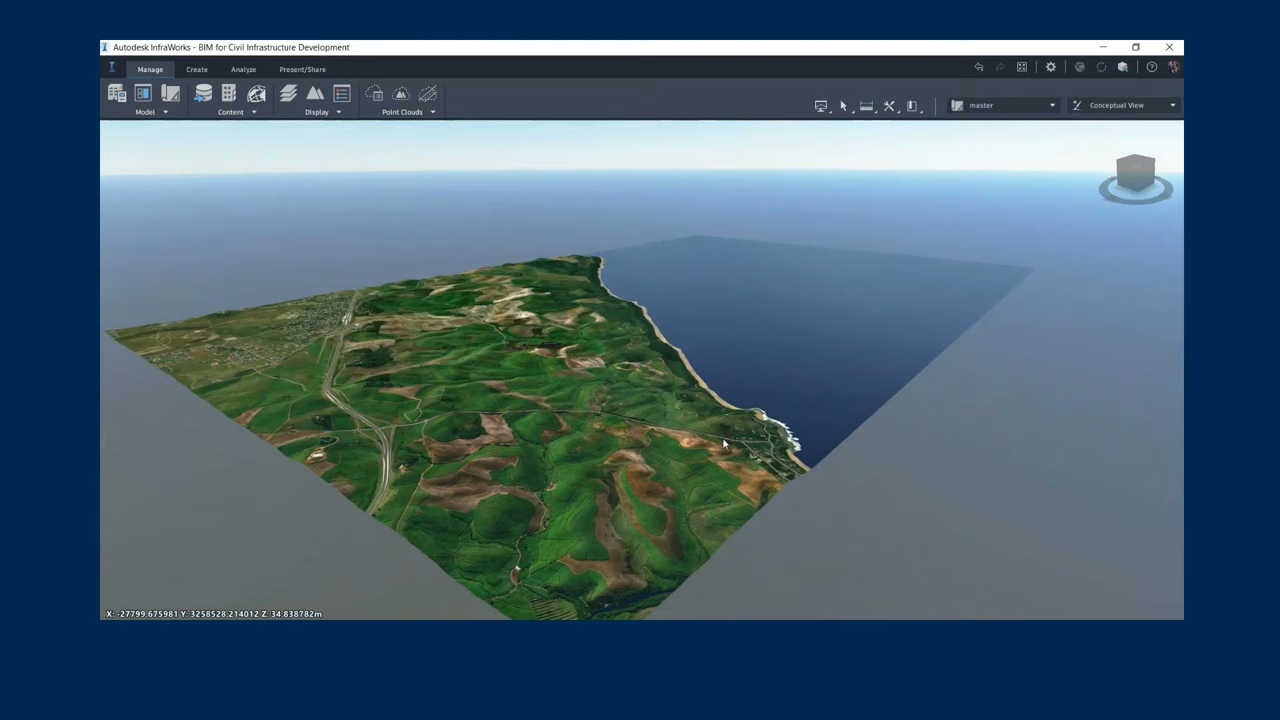 Autodesk InfraWorks - BIM for Civil Infrastructure Development
Manage Create Analyze Present/Share
Model Content Display Point Clouds
master Conceptual View
X: -27799.675981 Y: 3258528.214012 Z: 34.838782m